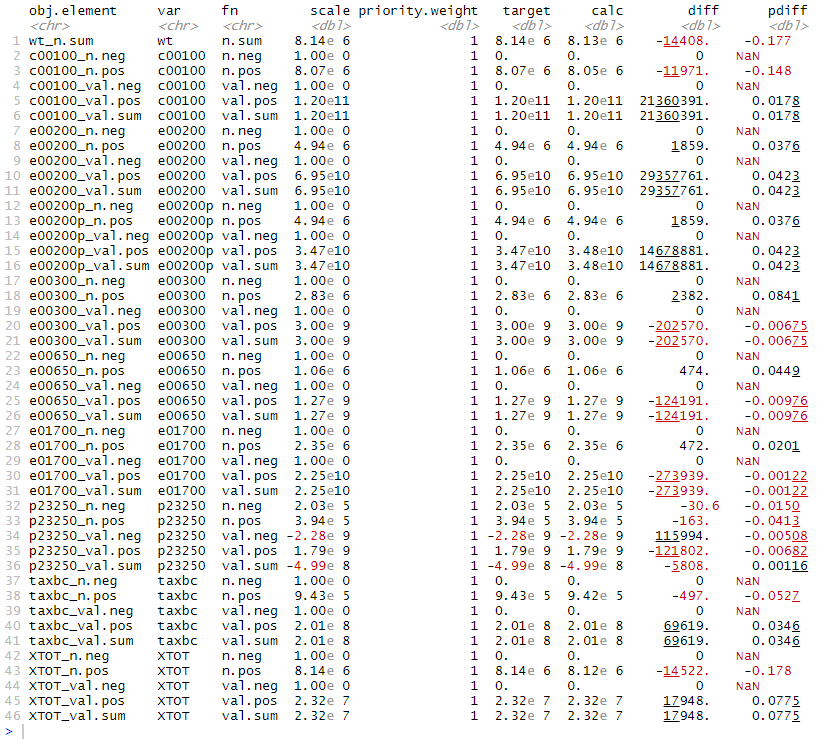 obj.element var fn scale priority.weight target calc diff pdiff
<chr> <chr> <chr> <dbl> <dbl> <dbl> <dbl> <dbl> <dbl>
1 wt_n.sum wt n.sum 8.14e 6 1 8.14e 6 8.13e 6 -14408. -0.177
2 c00100_n.neg c00100 n.neg 1.00e 0 1 0. 0. 0 NaN
3 c00100_n.pos c00100 n.pos 8.07e 6 1 8.07e 6 8.05e 6 -11971. -0.148
4 c00100_val.neg c00100 val.neg 1.00e 0 1 0. 0. 0 NaN
5 c00100_val.pos c00100 val.pos 1.20e11 1 1.20e11 1.20e11 21360391. 0.0178
6 c00100_val.sum c00100 val.sum 1.20e11 1 1.20e11 1.20e11 21360391. 0.0178
7 e00200_n.neg e00200 n.neg 1.00e 0 1 0. 0. 0 NaN
8 e00200_n.pos e00200 n.pos 4.94e 6 1 4.94e 6 4.94e 6 1859. 0.0376
9 e00200_val.neg e00200 val.neg 1.00e 0 1 0. 0. 0 NaN
10 e00200_val.pos e00200 val.pos 6.95e10 1 6.95e10 6.95e10 29357761. 0.0423
11 e00200_val.sum e00200 val.sum 6.95e10 1 6.95e10 6.95e10 29357761. 0.0423
12 e00200p_n.neg e00200p n.neg 1.00e 0 1 0. 0. 0 NaN
13 e00200p_n.pos e00200p n.pos 4.94e 6 1 4.94e 6 4.94e 6 1859. 0.0376
14 e00200p_val.neg e00200p val.neg 1.00e 0 1 0. 0. 0 NaN
15 e00200p_val.pos e00200p val.pos 3.47e10 1 3.47e10 3.48e10 14678881. 0.0423
16 e00200p_val.sum e00200p val.sum 3.47e10 1 3.47e10 3.48e10 14678881. 0.0423
17 e00300_n.neg e00300 n.neg 1.00e 0 1 0. 0. 0 NaN
18 e00300_n.pos e00300 n.pos 2.83e 6 1 2.83e 6 2.83e 6 2382. 0.0841
19 e00300_val.neg e00300 val.neg 1.00e 0 1 0. 0. 0 NaN
20 e00300_val.pos e00300 val.pos 3.00e 9 1 3.00e 9 3.00e 9 -202570. -0.00675
21 e00300_val.sum e00300 val.sum 3.00e 9 1 3.00e 9 3.00e 9 -202570. -0.00675
22 e00650_n.neg e00650 n.neg 1.00e 0 1 0. 0. 0 NaN
23 e00650_n.pos e00650 n.pos 1.06e 6 1 1.06e 6 1.06e 6 474. 0.0449
24 e00650_val.neg e00650 val.neg 1.00e 0 1 0. 0. 0 NaN
25 e00650_val.pos e00650 val.pos 1.27e 9 1 1.27e 9 1.27e 9 -124191. -0.00976
26 e00650_val.sum e00650 val.sum 1.27e 9 1 1.27e 9 1.27e 9 -124191. -0.00976
27 e01700_n.neg e01700 n.neg 1.00e 0 1 0. 0. 0 NaN
28 e01700_n.pos e01700 n.pos 2.35e 6 1 2.35e 6 2.35e 6 472. 0.0201
29 e01700_val.neg e01700 val.neg 1.00e 0 1 0. 0. 0 NaN
30 e01700_val.pos e01700 val.pos 2.25e10 1 2.25e10 2.25e10 -273939. -0.00122
31 e01700_val.sum e01700 val.sum 2.25e10 1 2.25e10 2.25e10 -273939. -0.00122
32 p23250_n.neg p23250 n.neg 2.03e 5 1 2.03e 5 2.03e 5 -30.6 -0.0150
33 p23250_n.pos p23250 n.pos 3.94e 5 1 3.94e 5 3.94e 5 -163. -0.0413
34 p23250_val.neg p23250 val.neg -2.28e 9 1 -2.28e 9 -2.28e 9 115994. -0.00508
35 p23250_val.pos p23250 val.pos 1.79e 9 1 1.79e 9 1.79e 9 -121802. -0.00682
36 p23250_val.sum p23250 val.sum -4.99e 8 1 -4.99e 8 -4.99e 8 -5808. 0.00116
37 taxbc_n.neg taxbc n.neg 1.00e 0 1 0. 0. 0 NaN
38 taxbc_n.pos taxbc n.pos 9.43e 5 1 9.43e 5 9.42e 5 -497. -0.0527
39 taxbc_val.neg taxbc val.neg 1.00e 0 1 0. 0. 0 NaN
40 taxbc_val.pos taxbc val.pos 2.01e 8 1 2.01e 8 2.01e 8 69619. 0.0346
41 taxbc_val.sum taxbc val.sum 2.01e 8 1 2.01e 8 2.01e 8 69619. 0.0346
42 XTOT_n.neg XTOT n.neg 1.00e 0 1 0. 0. 0 NaN
43 XTOT_n.pos XTOT n.pos 8.14e 6 1 8.14e 6 8.12e 6 -14522. -0.178
44 XTOT_val.neg XTOT val.neg 1.00e 0 1 0. 0. 0 NaN
45 XTOT_val.pos XTOT val.pos 2.32e 7 1 2.32e 7 2.32e 7 17948. 0.0775
46 XTOT_val.sum XTOT val.sum 2.32e 7 1 2.32e 7 2.32e 7 17948. 0.0775
>